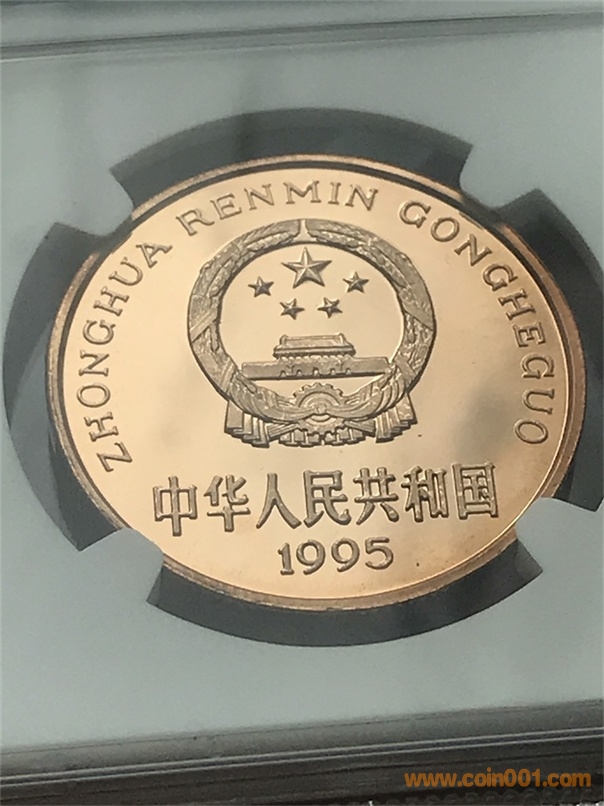 ZHONGHUA RENMIN GONGHEGUO
中华人民共和国
1995
www.coin001.com